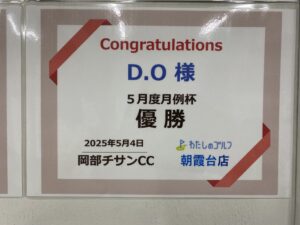 Congratulations
D.O 様
5月度月例杯
優勝
2025年5月4日
岡部チサンCC
わたしのゴルフ
朝霞台店